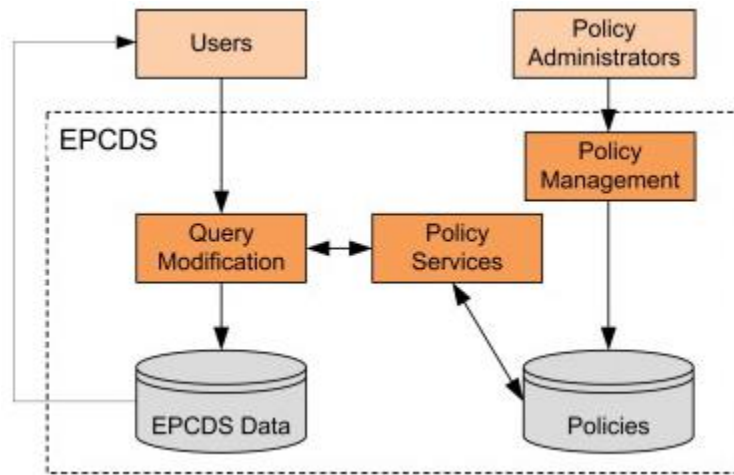 Users
Policy
Administrators
EPCDS
Policy
Management
Query
Modification
Policy
Services
EPCDS Data
Policies